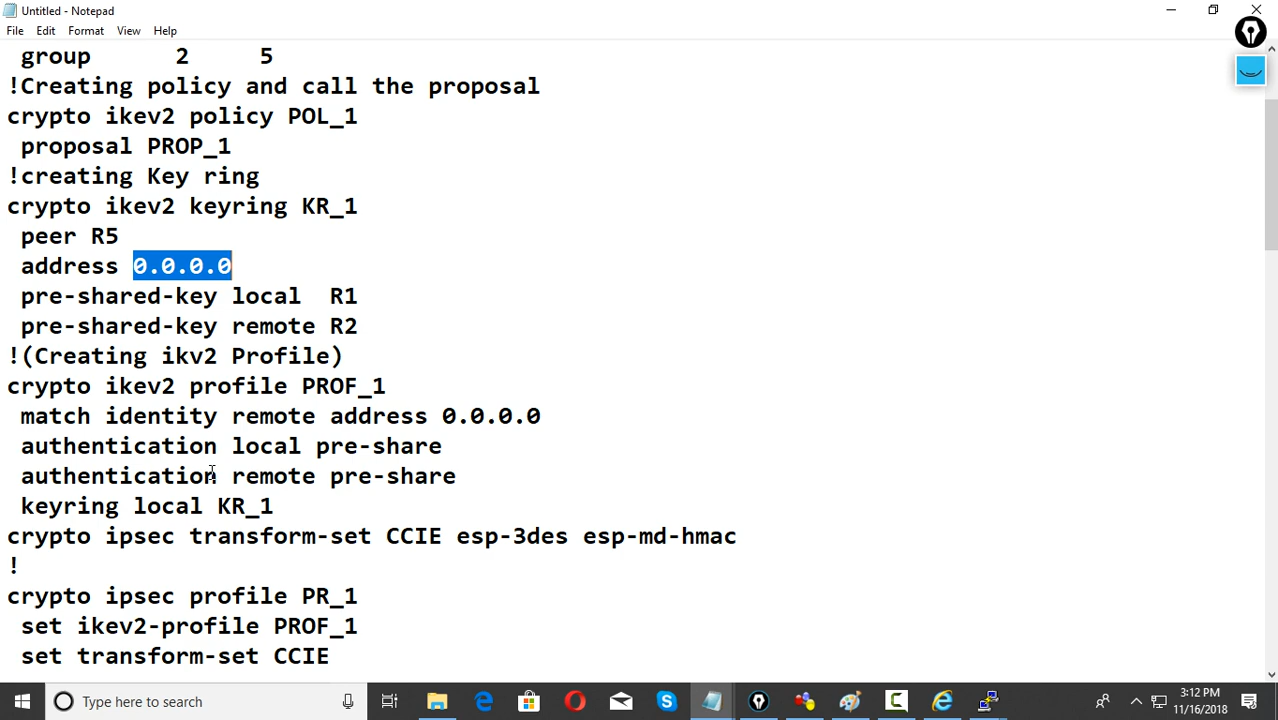 Untitled - Notepad
File Edit Format View Help
group 2 5
!Creating policy and call the proposal
crypto ikev2 policy POL_1
proposal PROP_1
!creating Key ring
crypto ikev2 keyring KR_1
peer R5
address 0.0.0.0
pre-shared-key local R1
pre-shared-key remote R2
!(Creating ikv2 Profile)
crypto ikev2 profile PROF_1
match identity remote address 0.0.0.0
authentication local pre-share
authentication remote pre-share
keyring local KR_1
crypto ipsec transform-set CCIE esp-3des esp-md-hmac
!
crypto ipsec profile PR_1
set ikev2-profile PROF_1
set transform-set CCIE
Type here to search
3:12 PM
11/16/2018